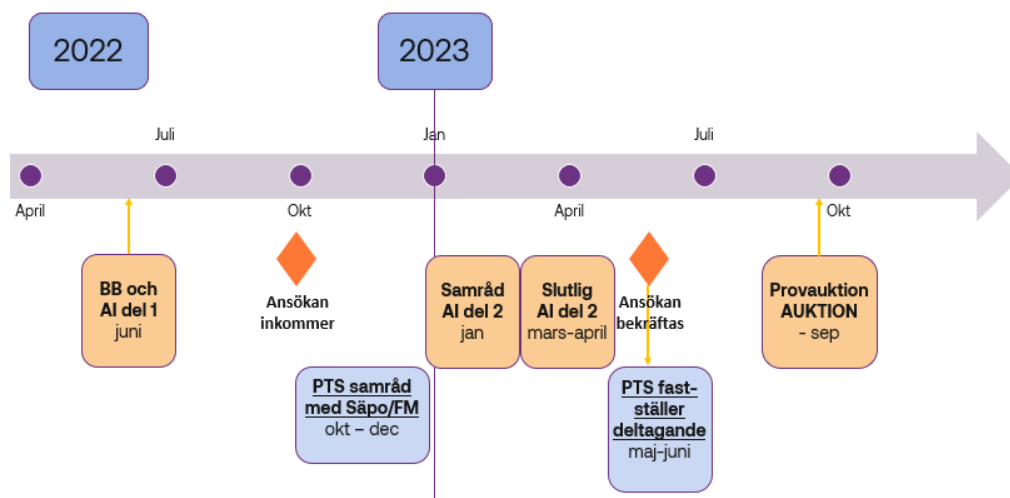 2022
2023
Juli
Jan
Juli
April
Okt
April
Okt
BB och
AI del 1
juni
Ansökan
inkommer
Samråd
AI del 2
jan
Slutlig
AI del 2
mars-april
Ansökan
bekräftas
Provauktion
AUKTION
- sep
PTS samråd
med Säpo/FM
okt – dec
PTS fast-
ställer
deltagande
maj-juni